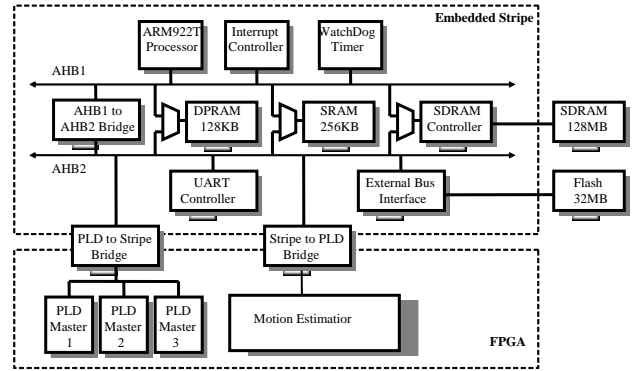 Embedded Stripe
ARM922T
Processor
Interrupt
Controller
WatchDog
Timer
AHB1
AHB1 to
AHB2 Bridge
DPRAM
128KB
SRAM
256KB
SDRAM
Controller
SDRAM
128MB
AHB2
UART
Controller
External Bus
Interface
Flash
32MB
PLD to Stripe
Bridge
Stripe to PLD
Bridge
PLD
Master
1
PLD
Master
2
PLD
Master
3
Motion Estimatior
FPGA